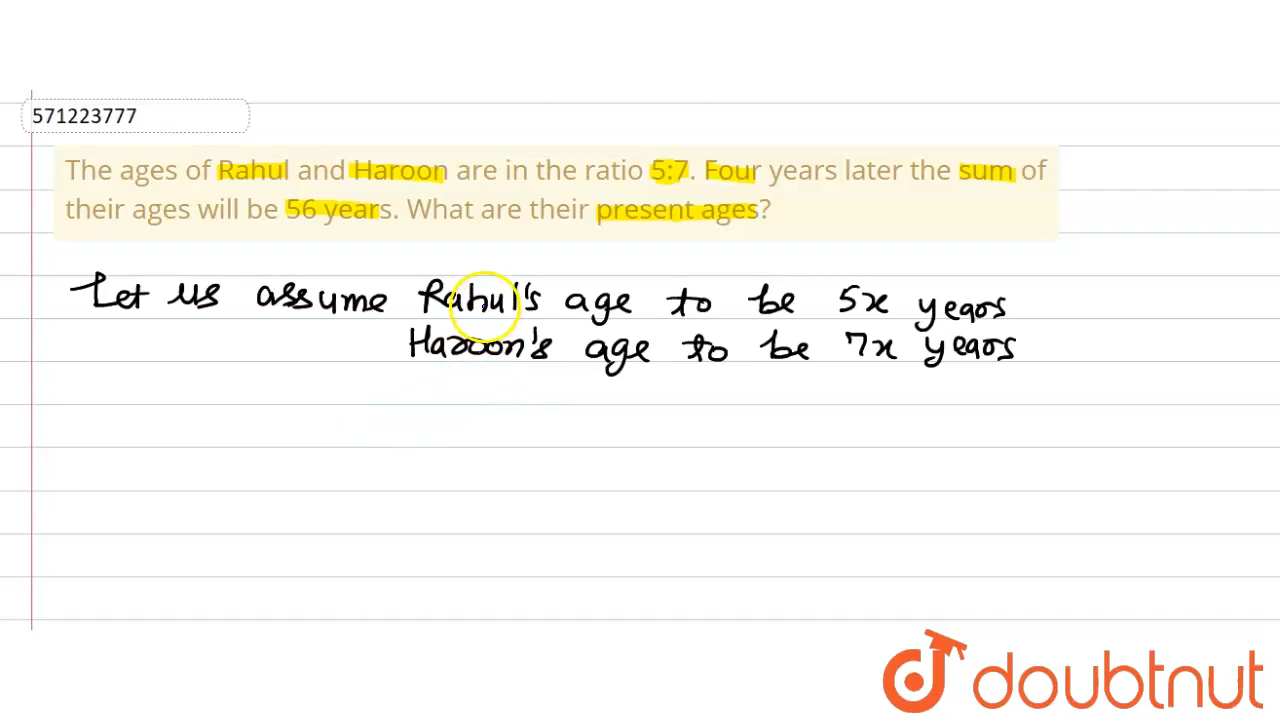 571223777
The ages of Rahul and Haroon are in the ratio 5:7. Four years later the sum of
their ages will be 56 years. What are their present ages?
Let us assume Rahul's age to be 5x years
Haroon's age to be 7x years
doubtnut